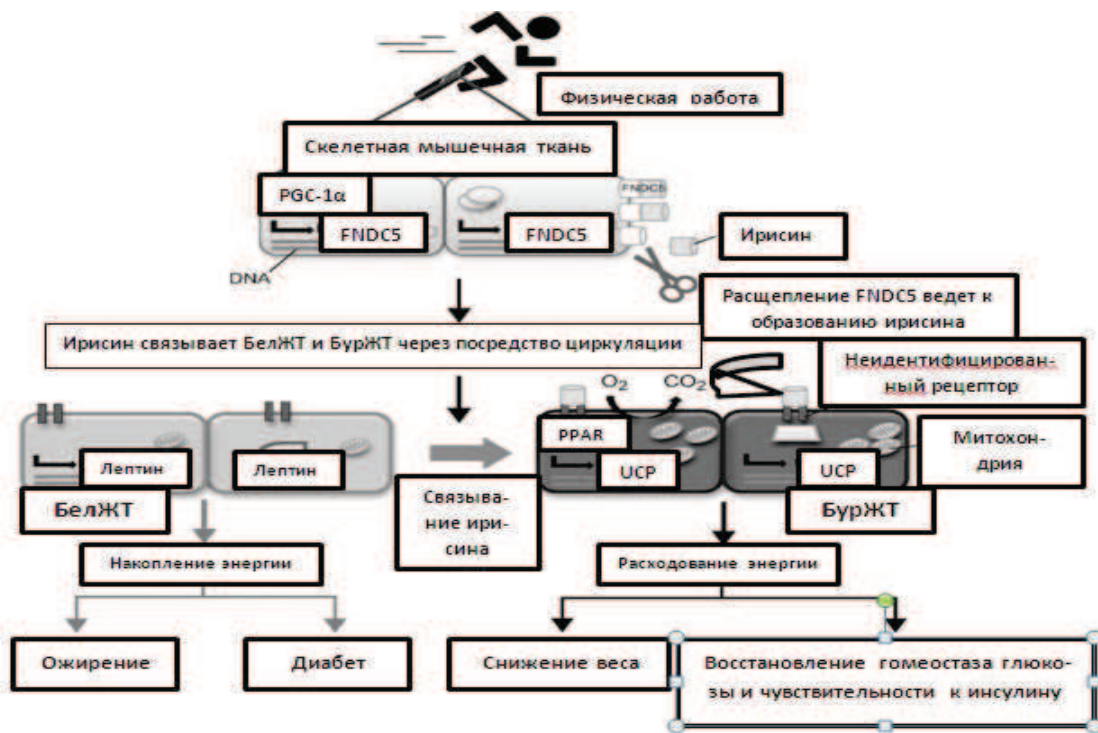 Физическая работа
Скелетная мышечная ткань
PGC-1α
FNDC5
FNDC5
FNDC5
Ирисин
DNA
Расщепление FNDC5 ведет к
образованию ирисина
Ирисин связывает БелЖТ и БурЖТ через посредство циркуляции
Неидентифицирован-
ный рецептор
O₂
CO₂
PPAR
Митохон-
дрия
Лептин
Лептин
UCP
UCP
БелЖТ
Связыва-
ние ири-
сина
БурЖТ
Накопление энергии
Расходование энергии
Ожирение
Диабет
Снижение веса
Восстановление гомеостаза глюко-
зы и чувствительности к инсулину